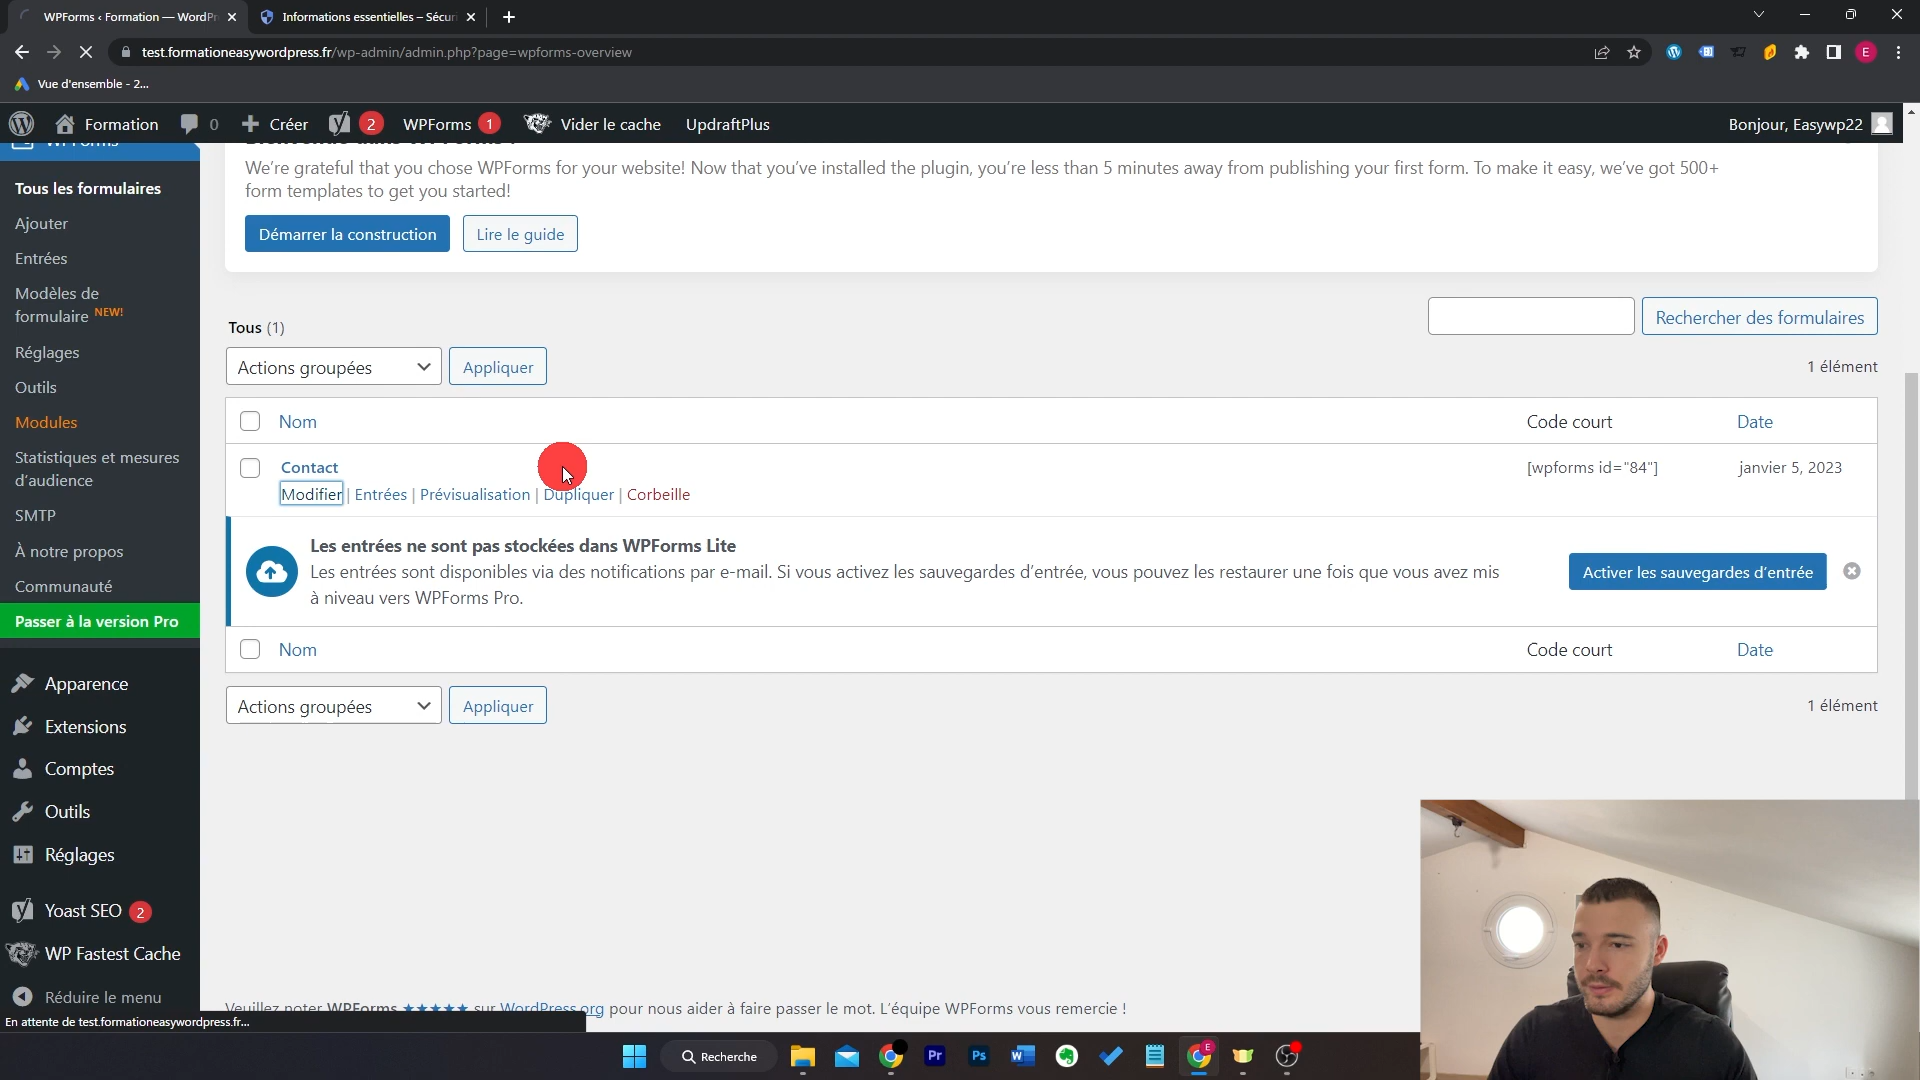 WPForms ‹ Formation — WordPr
Informations essentielles – Sécuri
test.formationeasywordpress.fr/wp-admin/admin.php?page=wpforms-overview
E
Vue d'ensemble - 2...
Formation
0
Créer
2
WPForms 1
Vider le cache
UpdraftPlus
Bonjour, Easywp22
We're grateful that you chose WPForms for your website! Now that you've installed the plugin, you're less than 5 minutes away from publishing your first form. To make it easy, we've got 500+
form templates to get you started!
Démarrer la construction
Lire le guide
Tous les formulaires
Ajouter
Entrées
Modèles de
formulaire NEW!
Réglages
Outils
Modules
Statistiques et mesures
d'audience
SMTP
À notre propos
Communauté
Passer à la version Pro
Apparence
Extensions
Comptes
Outils
Réglages
Yoast SEO 2
WP Fastest Cache
Réduire le menu
Tous (1)
Rechercher des formulaires
Actions groupées
Appliquer
1 élément
Nom
Code court
Date
Contact
[wpforms id="84"]
janvier 5, 2023
Modifier | Entrées | Prévisualisation | Dupliquer | Corbeille
Les entrées ne sont pas stockées dans WPForms Lite
Les entrées sont disponibles via des notifications par e-mail. Si vous activez les sauvegardes d'entrée, vous pouvez les restaurer une fois que vous avez mis
à niveau vers WPForms Pro.
Activer les sauvegardes d'entrée
Nom
Code court
Date
Actions groupées
Appliquer
1 élément
Veuillez noter WPForms ★★★★★ sur WordPress.org pour nous aider à faire passer le mot. L'équipe WPForms vous remercie !
En attente de test.formationeasywordpress.fr...
Recherche
Pr
Ps
W
E